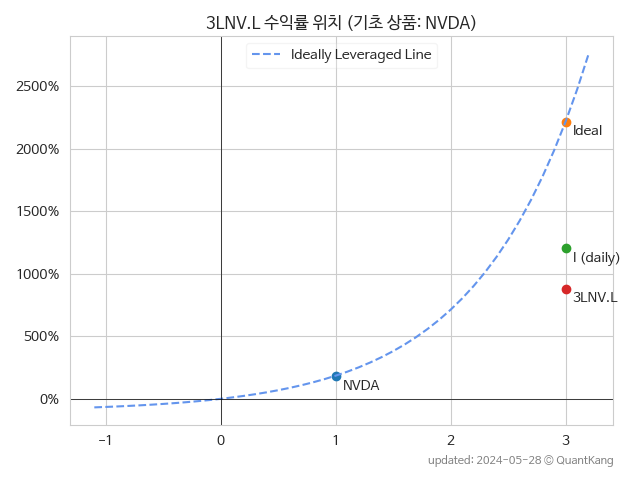 3LNV.L 수익률 위치 (기초 상품: NVDA)
Ideally Leveraged Line
2500%
2000%
1500%
1000%
500%
0%
Ideal
I (daily)
3LNV.L
NVDA
-1
0
1
2
3
updated: 2024-05-28 © QuantKang